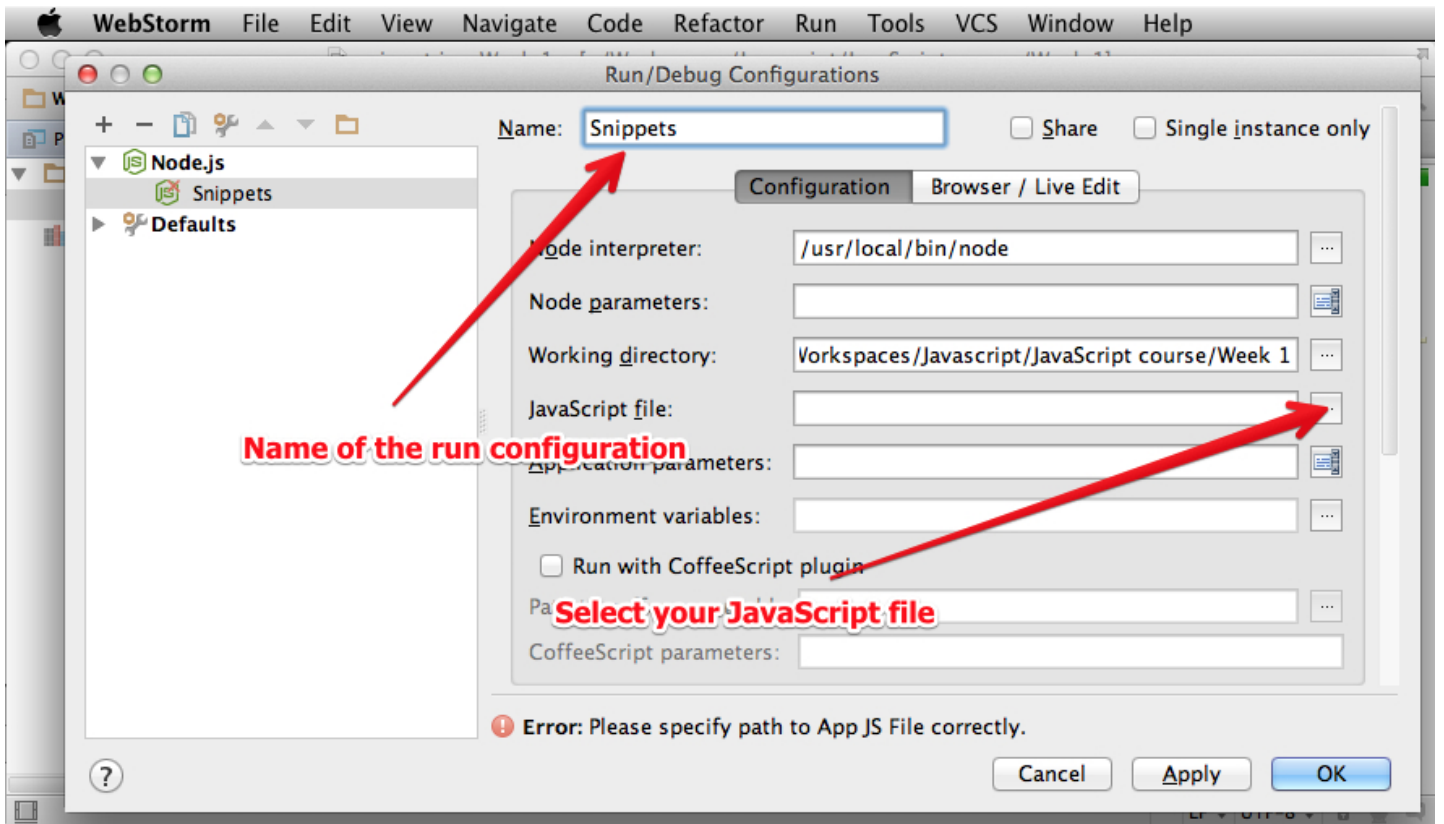 WebStorm File Edit View Navigate Code Refactor Run Tools VCS Window Help
Run/Debug Configurations
Name: Snippets Share Single instance only
Node.js
Snippets
Defaults
Configuration Browser / Live Edit
Node interpreter: /usr/local/bin/node ...
Node parameters:
Working directory: Workspaces/Javascript/JavaScript course/Week 1 ...
JavaScript file: ...
Name of the run configuration
Application parameters:
Environment variables: ...
Run with CoffeeScript plugin
Select your JavaScript file ...
CoffeeScript parameters:
Error: Please specify path to App JS File correctly.
? Cancel Apply OK